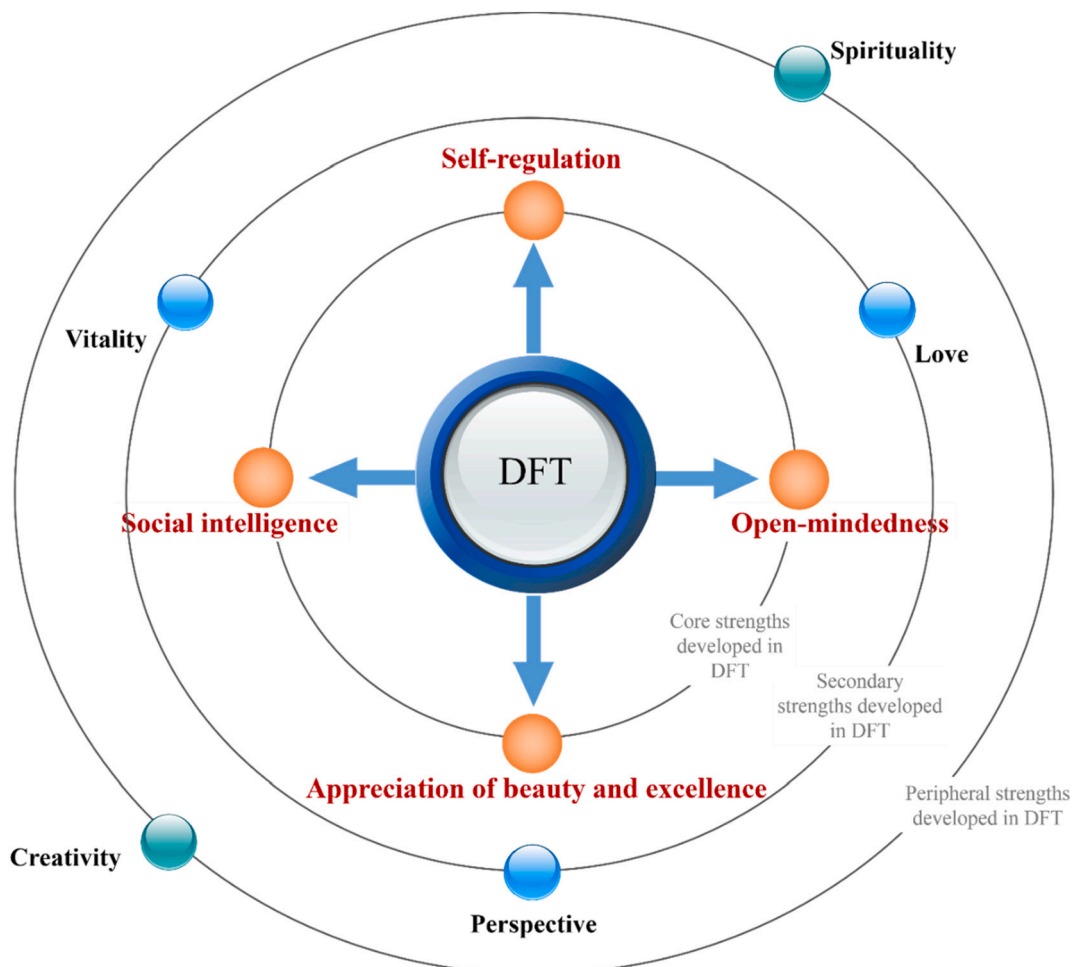 Spirituality
Self-regulation
Vitality
Love
DFT
Social intelligence
Open-mindedness
Core strengths
developed in
DFT
Secondary
strengths developed
in DFT
Appreciation of beauty and excellence
Peripheral strengths
developed in DFT
Creativity
Perspective